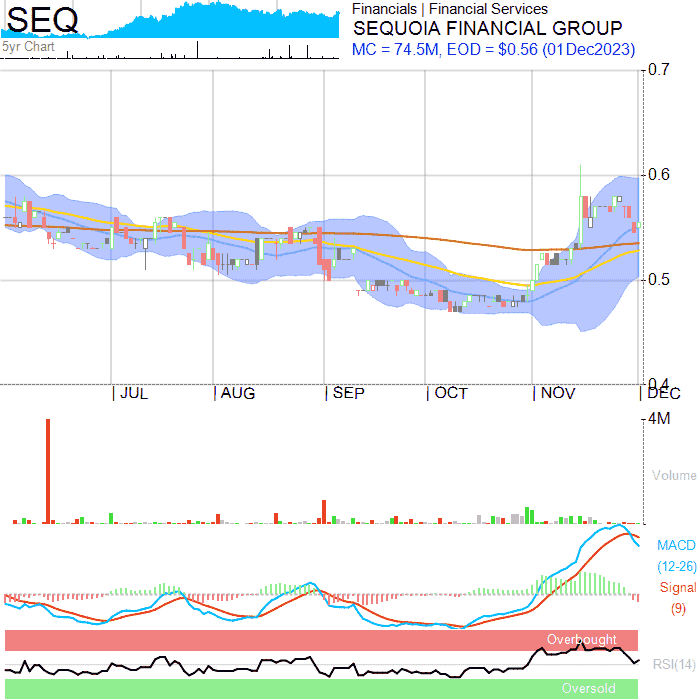 SEQ
5yr Chart
Financials | Financial Services
SEQUOIA FINANCIAL GROUP
MC = 74.5M, EOD = $0.56 (01Dec2023)
0.7
0.6
0.5
0.4
| JUL | AUG | SEP | OCT | NOV | DEC
4M
Volume
MACD
(12-26)
Signal
(9)
Overbought
RSI(14)
Oversold